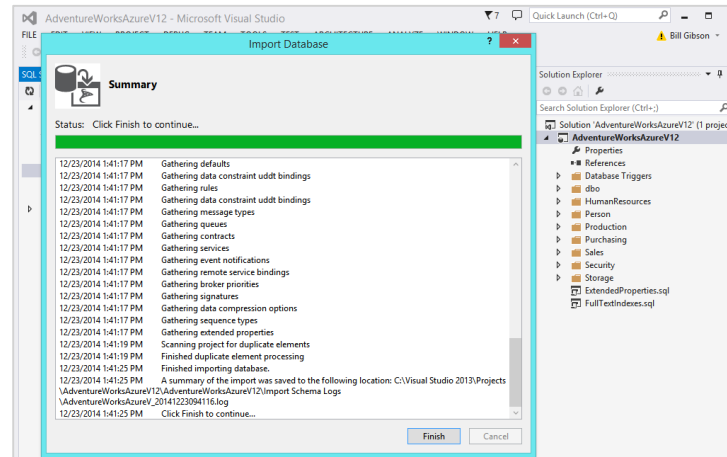 AdventureWorksAzureV12 - Microsoft Visual Studio
7
Quick Launch (Ctrl+Q)
FILE
Bill Gibson
Import Database
?
SQL S
Summary
Status: Click Finish to continue...
12/23/2014 1:41:17 PM Gathering defaults
12/23/2014 1:41:17 PM Gathering data constraint uddt bindings
12/23/2014 1:41:17 PM Gathering rules
12/23/2014 1:41:17 PM Gathering data constraint uddt bindings
12/23/2014 1:41:17 PM Gathering message types
12/23/2014 1:41:17 PM Gathering queues
12/23/2014 1:41:17 PM Gathering contracts
12/23/2014 1:41:17 PM Gathering services
12/23/2014 1:41:17 PM Gathering event notifications
12/23/2014 1:41:17 PM Gathering remote service bindings
12/23/2014 1:41:17 PM Gathering broker priorities
12/23/2014 1:41:17 PM Gathering signatures
12/23/2014 1:41:17 PM Gathering data compression options
12/23/2014 1:41:17 PM Gathering sequence types
12/23/2014 1:41:17 PM Gathering extended properties
12/23/2014 1:41:19 PM Scanning project for duplicate elements
12/23/2014 1:41:19 PM Finished duplicate element processing
12/23/2014 1:41:25 PM Finished importing database.
12/23/2014 1:41:25 PM A summary of the import was saved to the following location: C:\Visual Studio 2013\Projects
\AdventureWorksAzureV12\AdventureWorksAzureV12\Import Schema Logs
\AdventureWorksAzureV_20141223094116.log
12/23/2014 1:41:25 PM Click Finish to continue...
Finish
Cancel
Solution Explorer
Search Solution Explorer (Ctrl+;)
Solution 'AdventureWorksAzureV12' (1 projec
AdventureWorksAzureV12
Properties
References
Database Triggers
dbo
HumanResources
Person
Production
Purchasing
Sales
Security
Storage
ExtendedProperties.sql
FullTextIndexes.sql